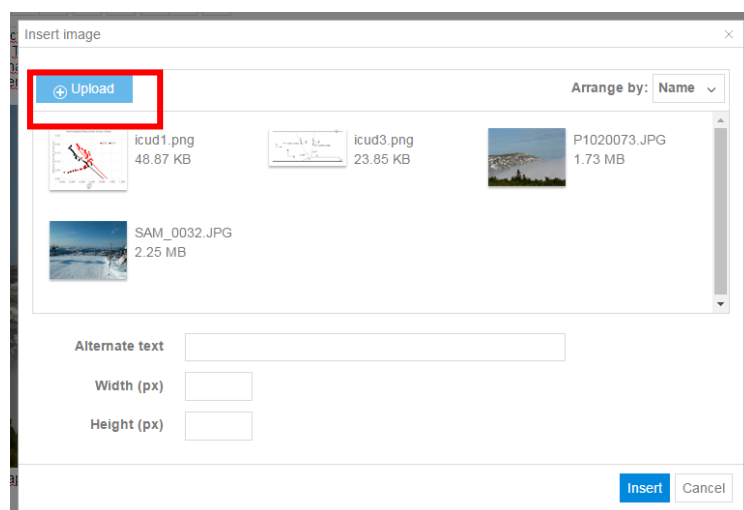 Insert image
Upload
Arrange by: Name
icud1.png
48.87 KB
icud3.png
23.85 KB
P1020073.JPG
1.73 MB
SAM_0032.JPG
2.25 MB
Alternate text
Width (px)
Height (px)
Insert Cancel